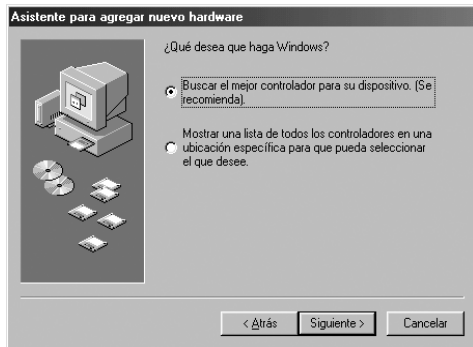 Asistente para agregar nuevo hardware
¿Qué desea que haga Windows?
Buscar el mejor controlador para su dispositivo. (Se
recomienda).
Mostrar una lista de todos los controladores en una
ubicación específica para que pueda seleccionar
el que desee.
< Atrás
Siguiente >
Cancelar